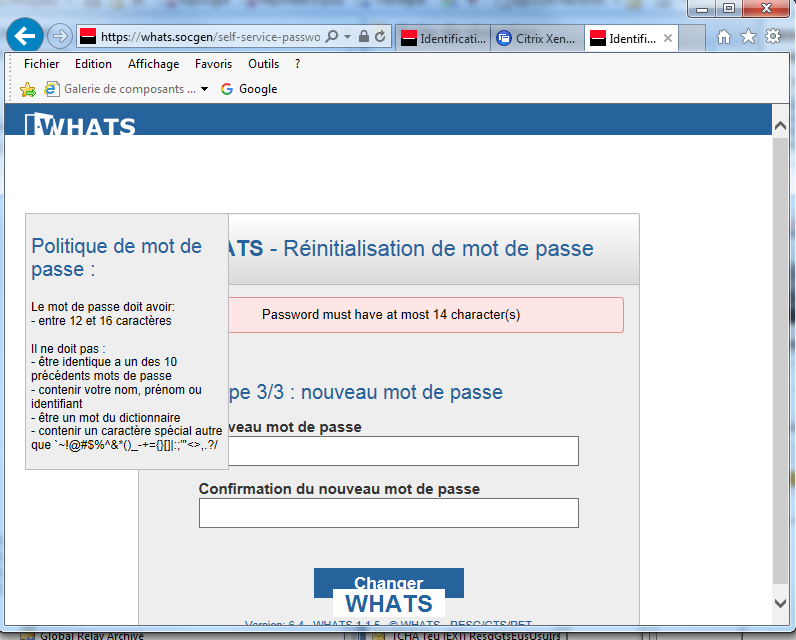 https://whats.socgen/self-service-passwo
Identificati...
Citrix Xen...
Identifi...
Fichier Edition Affichage Favoris Outils ?
Galerie de composants ...
Google
WHATS
Politique de mot de
passe :
Le mot de passe doit avoir:
- entre 12 et 16 caractères
Il ne doit pas :
- être identique a un des 10
précédents mots de passe
- contenir votre nom, prénom ou
identifiant
- être un mot du dictionnaire
- contenir un caractère spécial autre
que `~!@#$%^&*()_-+={}[]|:;"'<>,.?/
ATS - Réinitialisation de mot de passe
Password must have at most 14 character(s)
pe 3/3 : nouveau mot de passe
veau mot de passe
Confirmation du nouveau mot de passe
Changer
WHATS
Version: 6.4 - WHATS 1.1.5 - © WHATS - RESG/GTS/RET
Global Relay Archive
TCHA Teu (EXT) ResgGtsEusUsuIrs